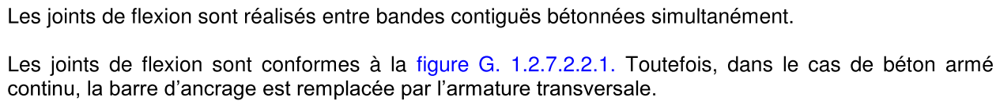 Les joints de flexion sont réalisés entre bandes contiguës bétonnées simultanément.
Les joints de flexion sont conformes à la figure G. 1.2.7.2.2.1. Toutefois, dans le cas de béton armé
continu, la barre d'ancrage est remplacée par l'armature transversale.